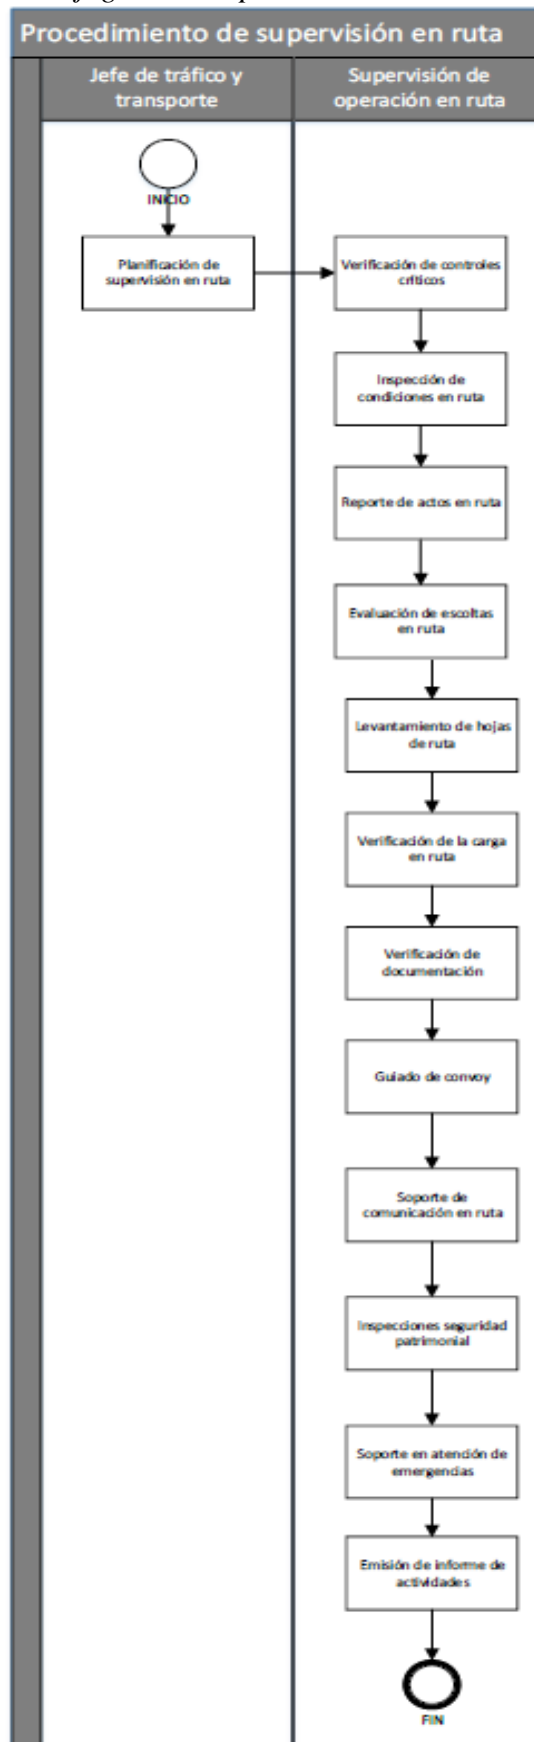 Procedimiento de supervisión en ruta
Jefe de tráfico y
transporte
Supervisión de
operación en ruta
INICIO
Planificación de
supervisión en ruta
Verificación de controles
críticos
Inspección de
condiciones en ruta
Reporte de actos en ruta
Evaluación de escoltas
en ruta
Levantamiento de hojas
de ruta
Verificación de la carga
en ruta
Verificación de
documentación
Guiado de convoy
Soporte de
comunicación en ruta
Inspecciones seguridad
patrimonial
Soporte en atención de
emergencias
Emisión de informe de
actividades
FIN